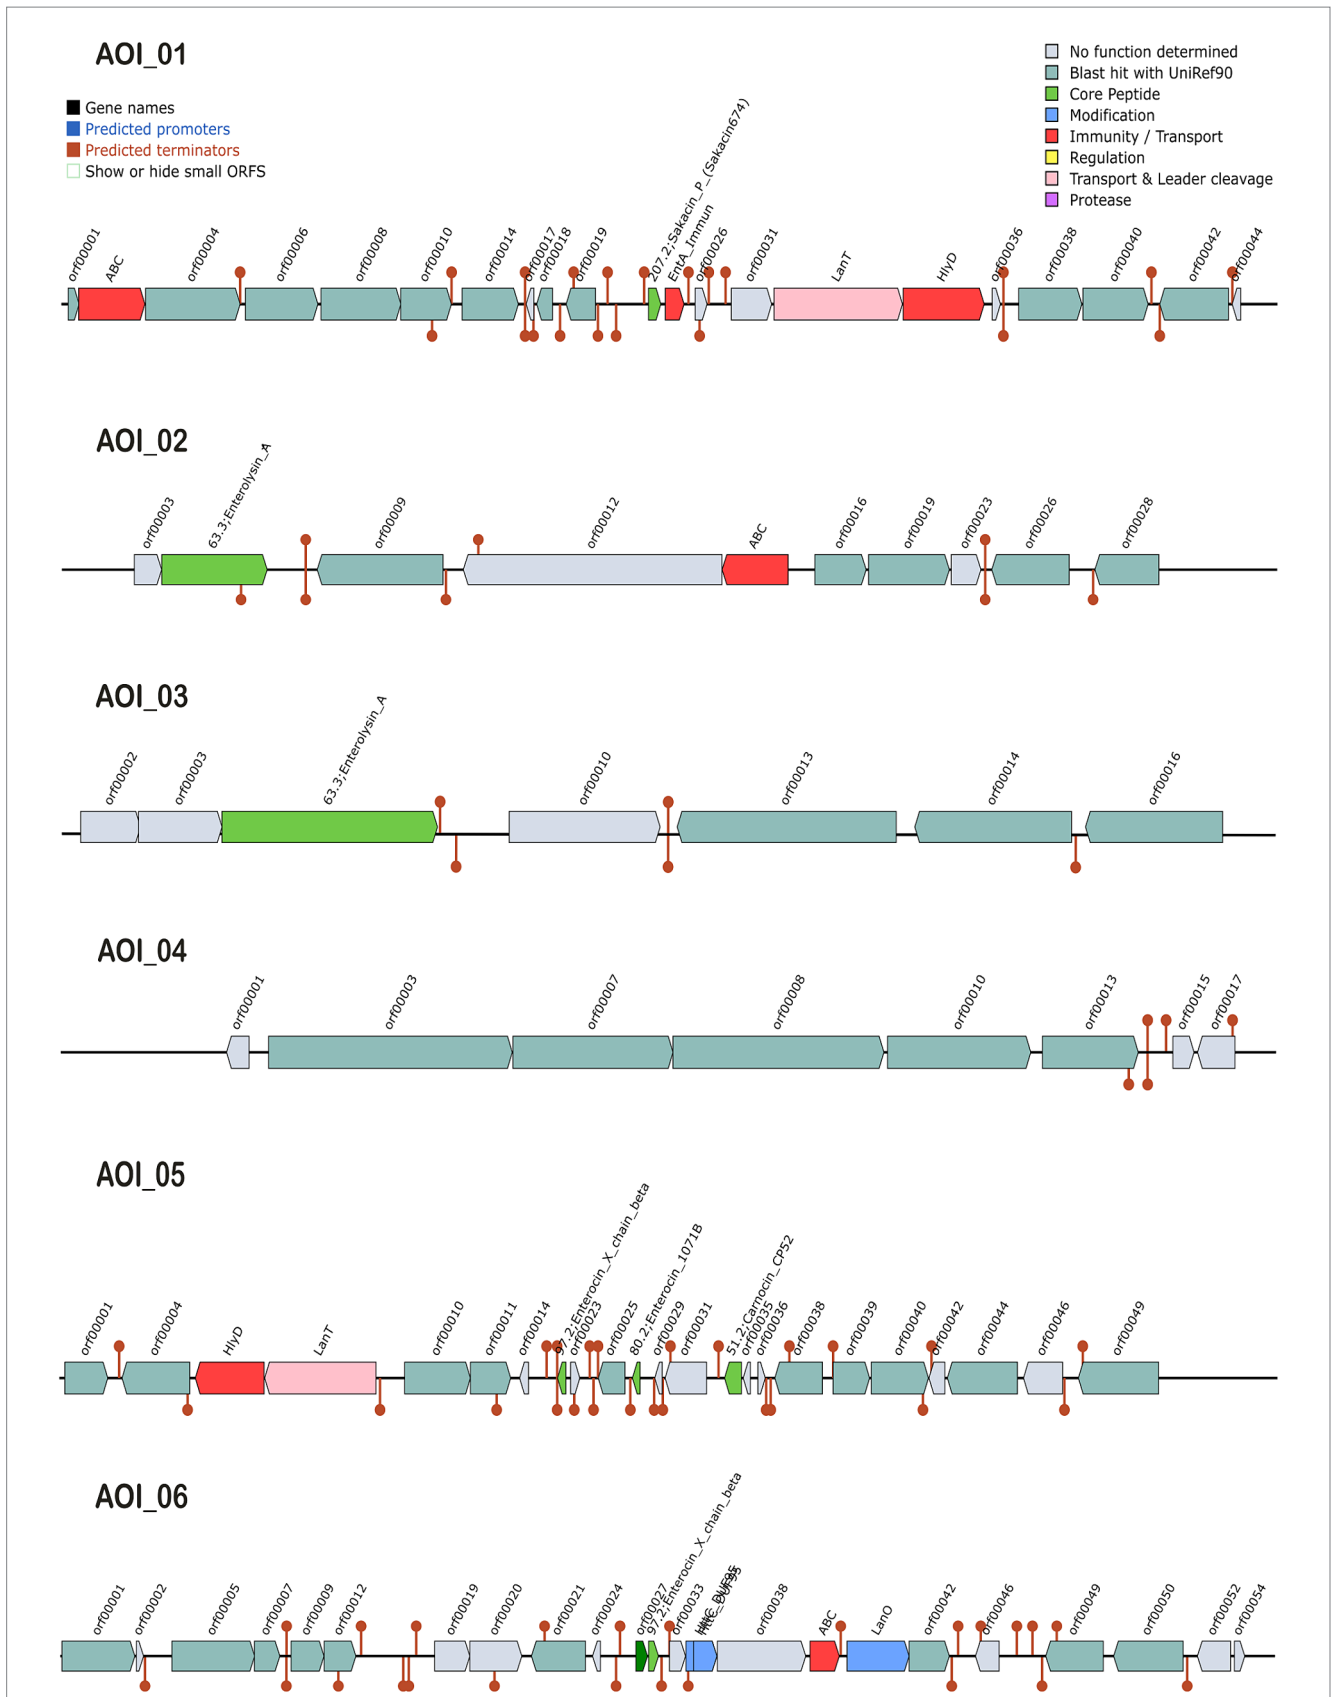 AOI_01
Gene names
Predicted promoters
Predicted terminators
Show or hide small ORFS
No function determined
Blast hit with UniRef90
Core Peptide
Modification
Immunity / Transport
Regulation
Transport & Leader cleavage
Protease
orf00001
ABC
orf00004
orf00006
orf00008
orf00010
orf00014
orf00017
orf00018
orf00019
207.2;Sakacin_P_(Sakacin674)
EntA_Immun
orf00026
orf00031
LanT
HlyD
orf00036
orf00038
orf00040
orf00042
orf00044
AOI_02
orf00003
63.3;Enterolysin_A
orf00009
orf00012
ABC
orf00016
orf00019
orf00023
orf00026
orf00028
AOI_03
orf00002
orf00003
63.3;Enterolysin_A
orf00010
orf00013
orf00014
orf00016
AOI_04
orf00001
orf00003
orf00007
orf00008
orf00010
orf00013
orf00015
orf00017
AOI_05
orf00001
orf00004
HlyD
LanT
orf00010
orf00011
orf00014
97.2;Enterocin_X_chain_beta
orf00023
orf00025
80.2;Enterocin_1071B
orf00029
orf00031
51.2;Carnocin_CP52
orf00035
orf00036
orf00038
orf00039
orf00040
orf00042
orf00044
orf00046
orf00049
AOI_06
orf00001
orf00002
orf00005
orf00007
orf00009
orf00012
orf00019
orf00020
orf00021
orf00024
orf00027
97.2;Enterocin_X_chain_beta
orf00033
orf00038
ABC
LanO
orf00042
orf00046
orf00049
orf00050
orf00052
orf00054